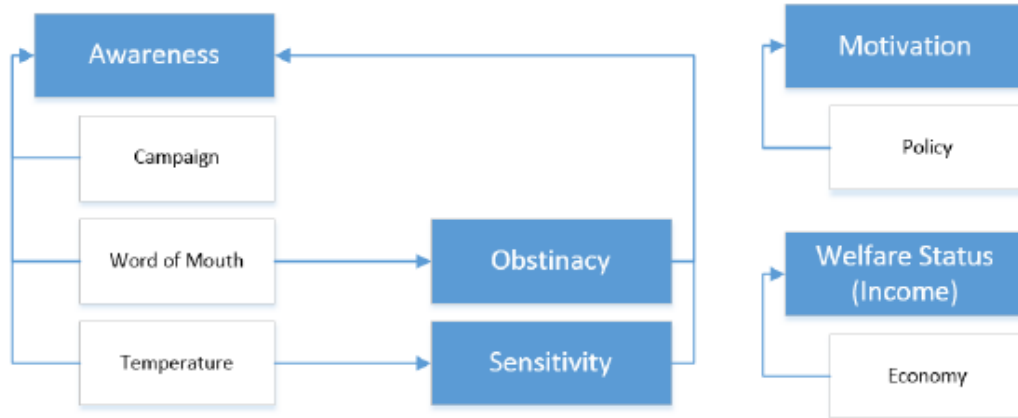 Awareness
Campaign
Word of Mouth
Temperature
Obstinacy
Sensitivity
Motivation
Policy
Welfare Status
(Income)
Economy